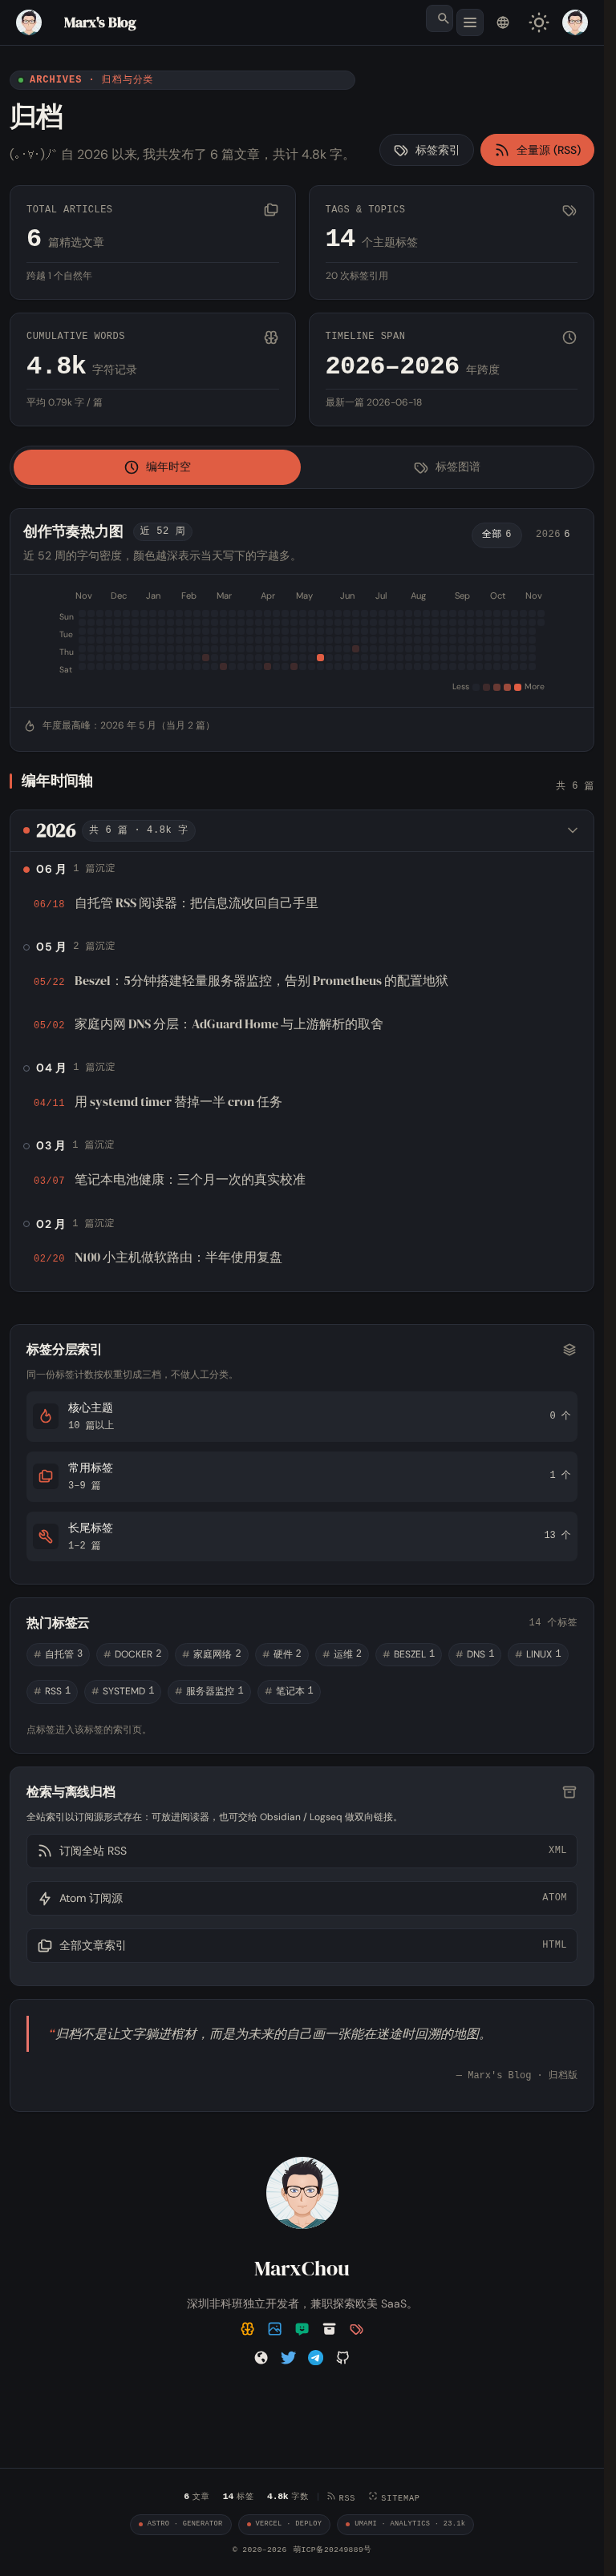 Marx's Blog
ARCHIVES · 归档与分类
归档
(｡･∀･)ﾉﾞ 自 2026 以来, 我共发布了 6 篇文章，共计 4.8k 字。
标签索引
全量源 (RSS)
TOTAL ARTICLES
6 篇精选文章
跨越 1 个自然年
TAGS & TOPICS
14 个主题标签
20 次标签引用
CUMULATIVE WORDS
4.8k 字符记录
平均 0.79k 字 / 篇
TIMELINE SPAN
2026–2026 年跨度
最新一篇 2026-06-18
编年时空
标签图谱
创作节奏热力图 近 52 周
近 52 周的字句密度，颜色越深表示当天写下的字越多。
全部 6
2026 6
Nov Dec Jan Feb Mar Apr May Jun Jul Aug Sep Oct Nov
Sun
Tue
Thu
Sat
Less More
年度最高峰：2026 年 5 月（当月 2 篇）
编年时间轴
共 6 篇
2026 共 6 篇 · 4.8k 字
06 月 1 篇沉淀
06/18 自托管 RSS 阅读器：把信息流收回自己手里
05 月 2 篇沉淀
05/22 Beszel：5分钟搭建轻量服务器监控，告别 Prometheus 的配置地狱
05/02 家庭内网 DNS 分层：AdGuard Home 与上游解析的取舍
04 月 1 篇沉淀
04/11 用 systemd timer 替掉一半 cron 任务
03 月 1 篇沉淀
03/07 笔记本电池健康：三个月一次的真实校准
02 月 1 篇沉淀
02/20 N100 小主机做软路由：半年使用复盘
标签分层索引
同一份标签计数按权重切成三档，不做人工分类。
核心主题
10 篇以上
0 个
常用标签
3–9 篇
1 个
长尾标签
1–2 篇
13 个
热门标签云
14 个标签
# 自托管 3 # DOCKER 2 # 家庭网络 2 # 硬件 2 # 运维 2 # BESZEL 1 # DNS 1 # LINUX 1
# RSS 1 # SYSTEMD 1 # 服务器监控 1 # 笔记本 1
点标签进入该标签的索引页。
检索与离线归档
全站索引以订阅源形式存在：可放进阅读器，也可交给 Obsidian / Logseq 做双向链接。
订阅全站 RSS XML
Atom 订阅源 ATOM
全部文章索引 HTML
“归档不是让文字躺进棺材，而是为未来的自己画一张能在迷途时回溯的地图。
— Marx's Blog · 归档版
MarxChou
深圳非科班独立开发者，兼职探索欧美 SaaS。
6 文章 14 标签 4.8k 字数 RSS SITEMAP
ASTRO · GENERATOR VERCEL · DEPLOY UMAMI · ANALYTICS · 23.1k
© 2020-2026 萌ICP备20249889号